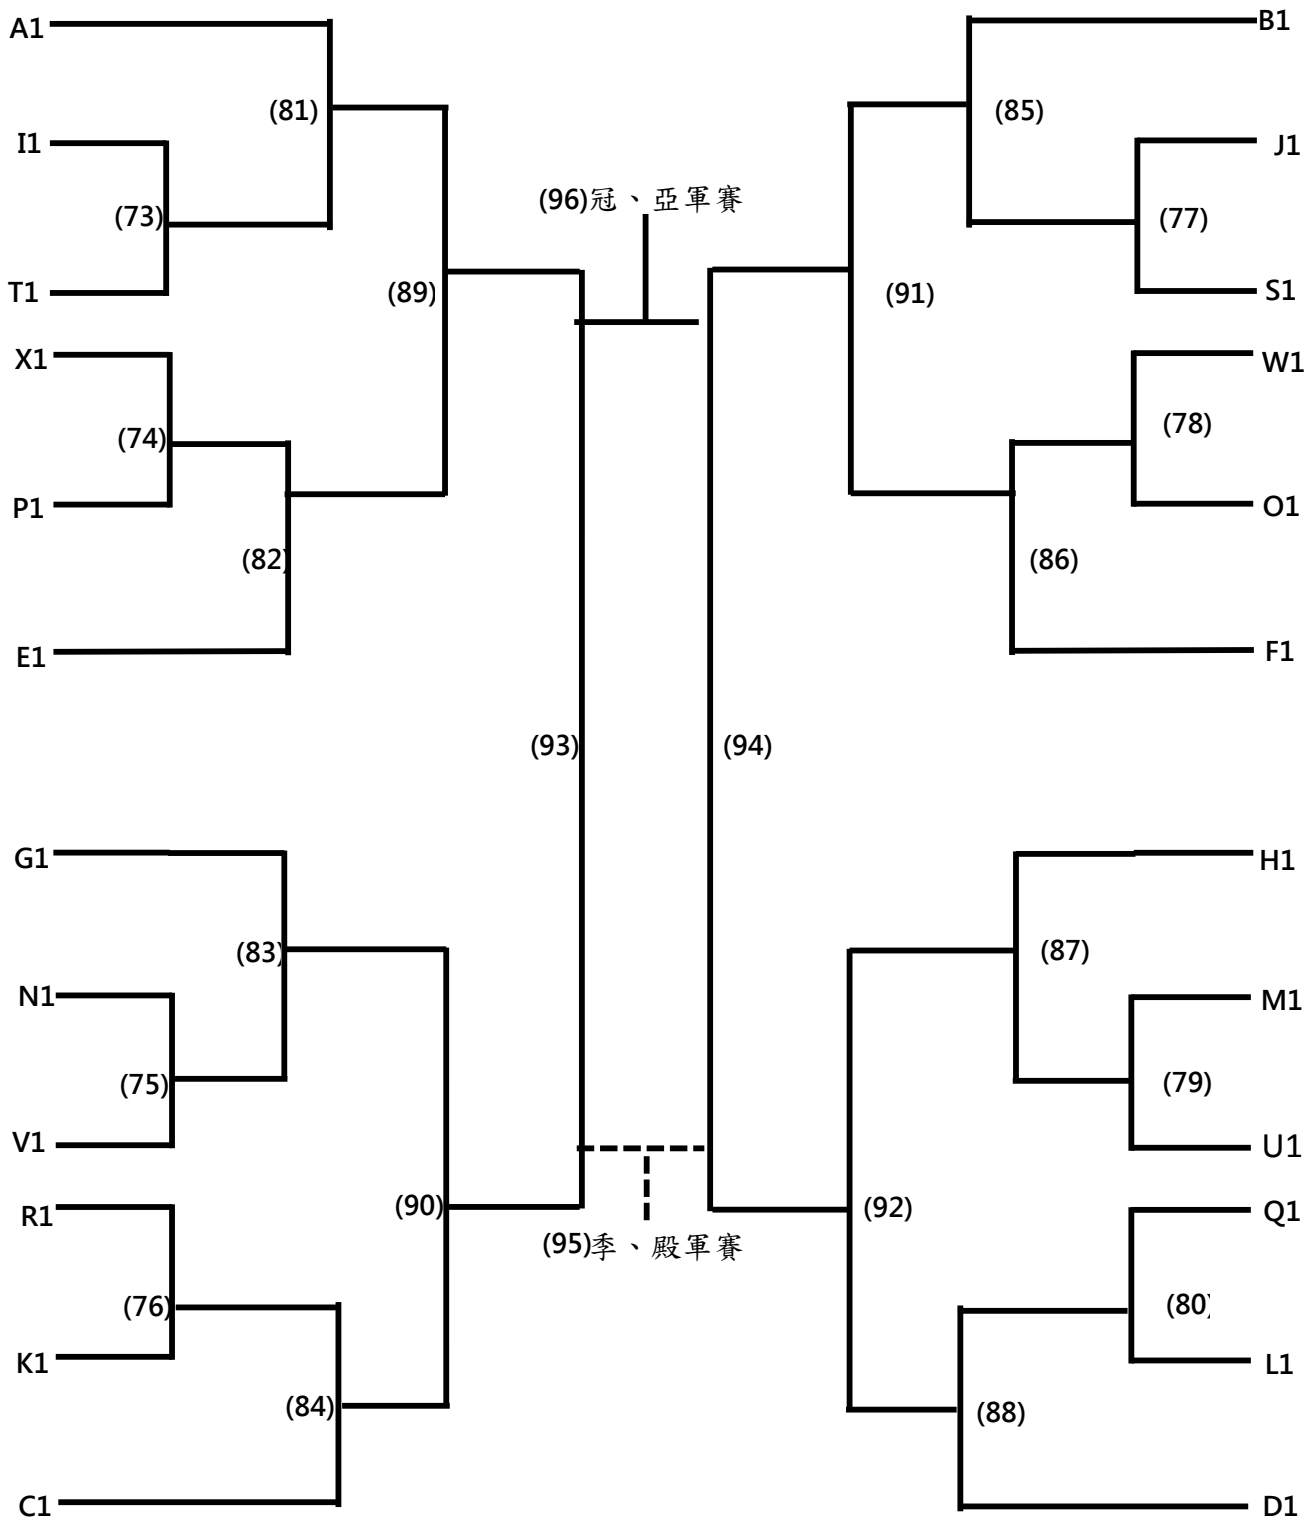 A1
B1
(81)
(85)
I1
J1
(73)
(96)冠、亞軍賽
(77)
T1
(89)
(91)
S1
X1
W1
(74)
(78)
P1
O1
(82)
(86)
E1
F1
(93)
(94)
G1
H1
(83)
(87)
N1
M1
(75)
(79)
V1
U1
R1
(90)
(92)
Q1
(95)季、殿軍賽
(76)
(80)
K1
L1
(84)
(88)
C1
D1